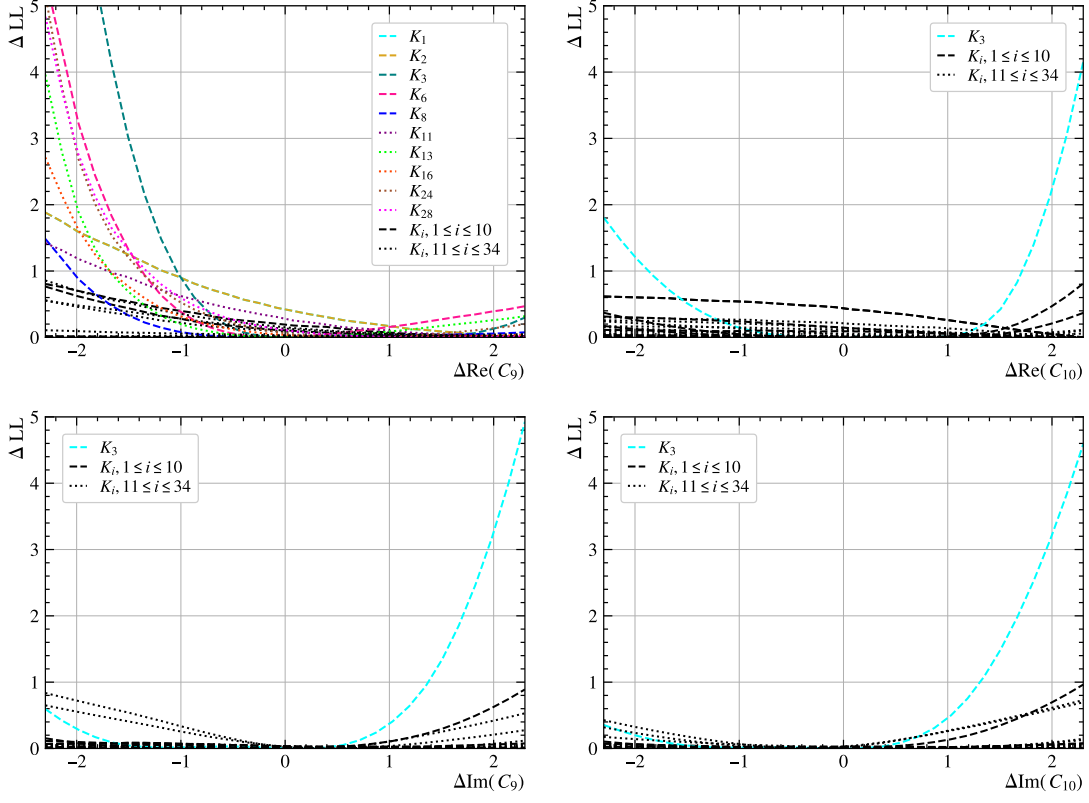 Δ LL
5
4
3
2
1
0
−2
−1
0
1
2
ΔRe(C₉)
K₁
K₂
K₃
K₆
K₈
K₁₁
K₁₃
K₁₆
K₂₄
K₂₈
Kᵢ, 1 ≤ i ≤ 10
Kᵢ, 11 ≤ i ≤ 34
Δ LL
5
4
3
2
1
0
−2
−1
0
1
2
ΔRe(C₁₀)
K₃
Kᵢ, 1 ≤ i ≤ 10
Kᵢ, 11 ≤ i ≤ 34
Δ LL
5
4
3
2
1
0
−2
−1
0
1
2
ΔIm(C₉)
K₃
Kᵢ, 1 ≤ i ≤ 10
Kᵢ, 11 ≤ i ≤ 34
Δ LL
5
4
3
2
1
0
−2
−1
0
1
2
ΔIm(C₁₀)
K₃
Kᵢ, 1 ≤ i ≤ 10
Kᵢ, 11 ≤ i ≤ 34